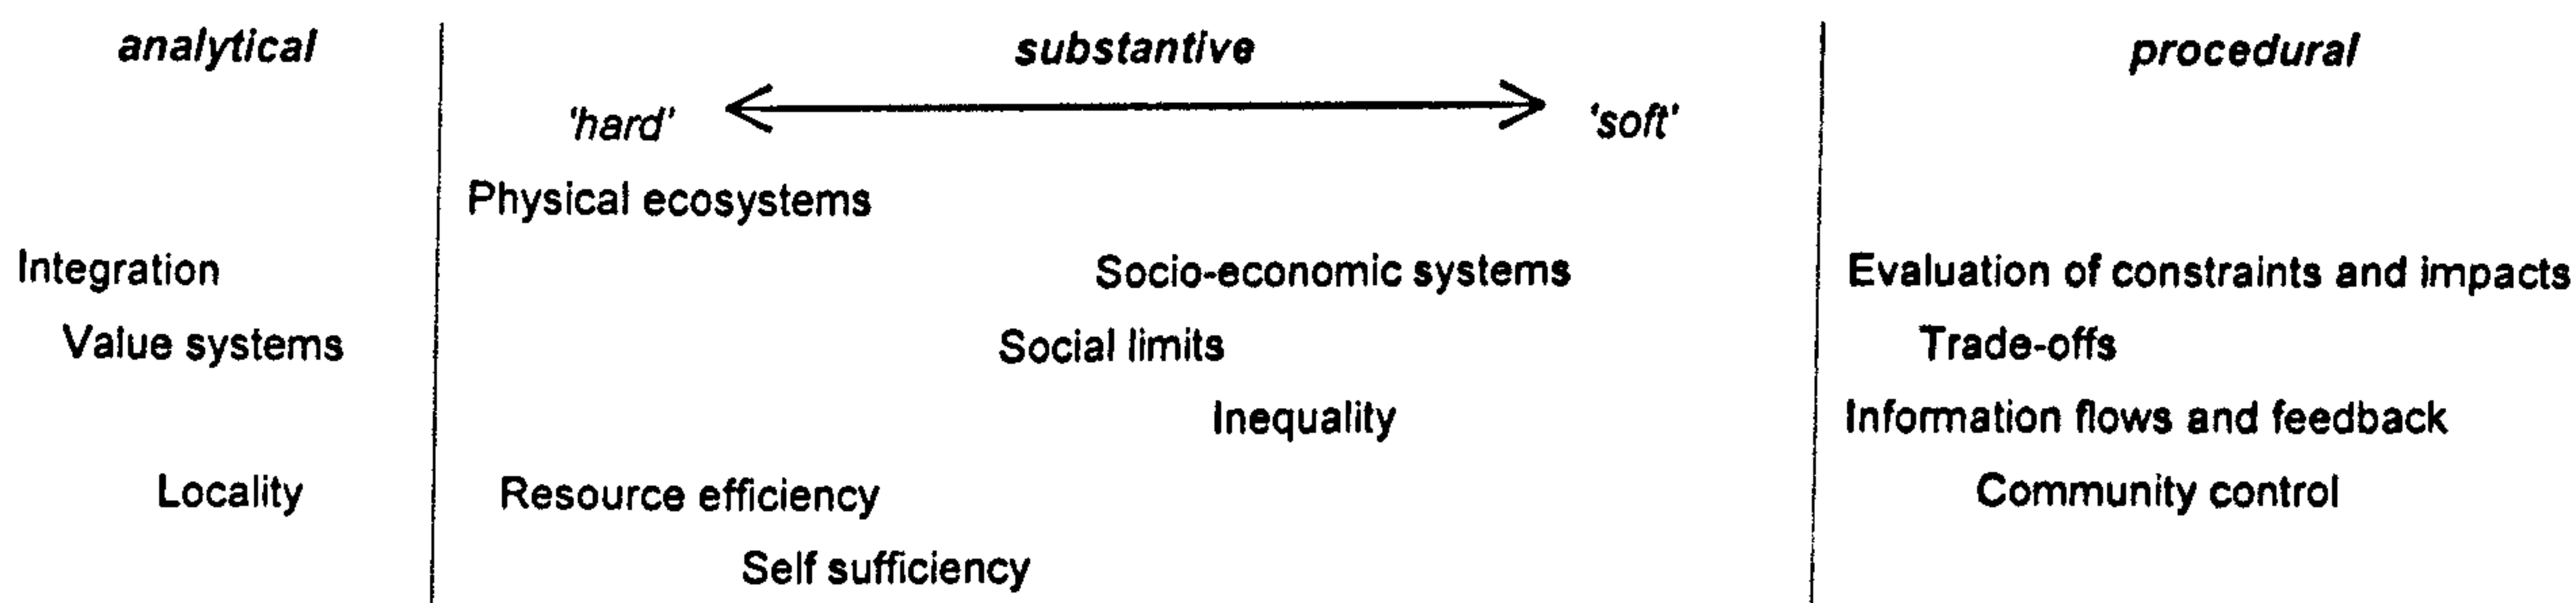 analytical substantive procedural
'hard' 'soft'
Physical ecosystems
Integration Socio-economic systems Evaluation of constraints and impacts
Value systems Social limits Trade-offs
Inequality Information flows and feedback
Locality Resource efficiency Community control
Self sufficiency